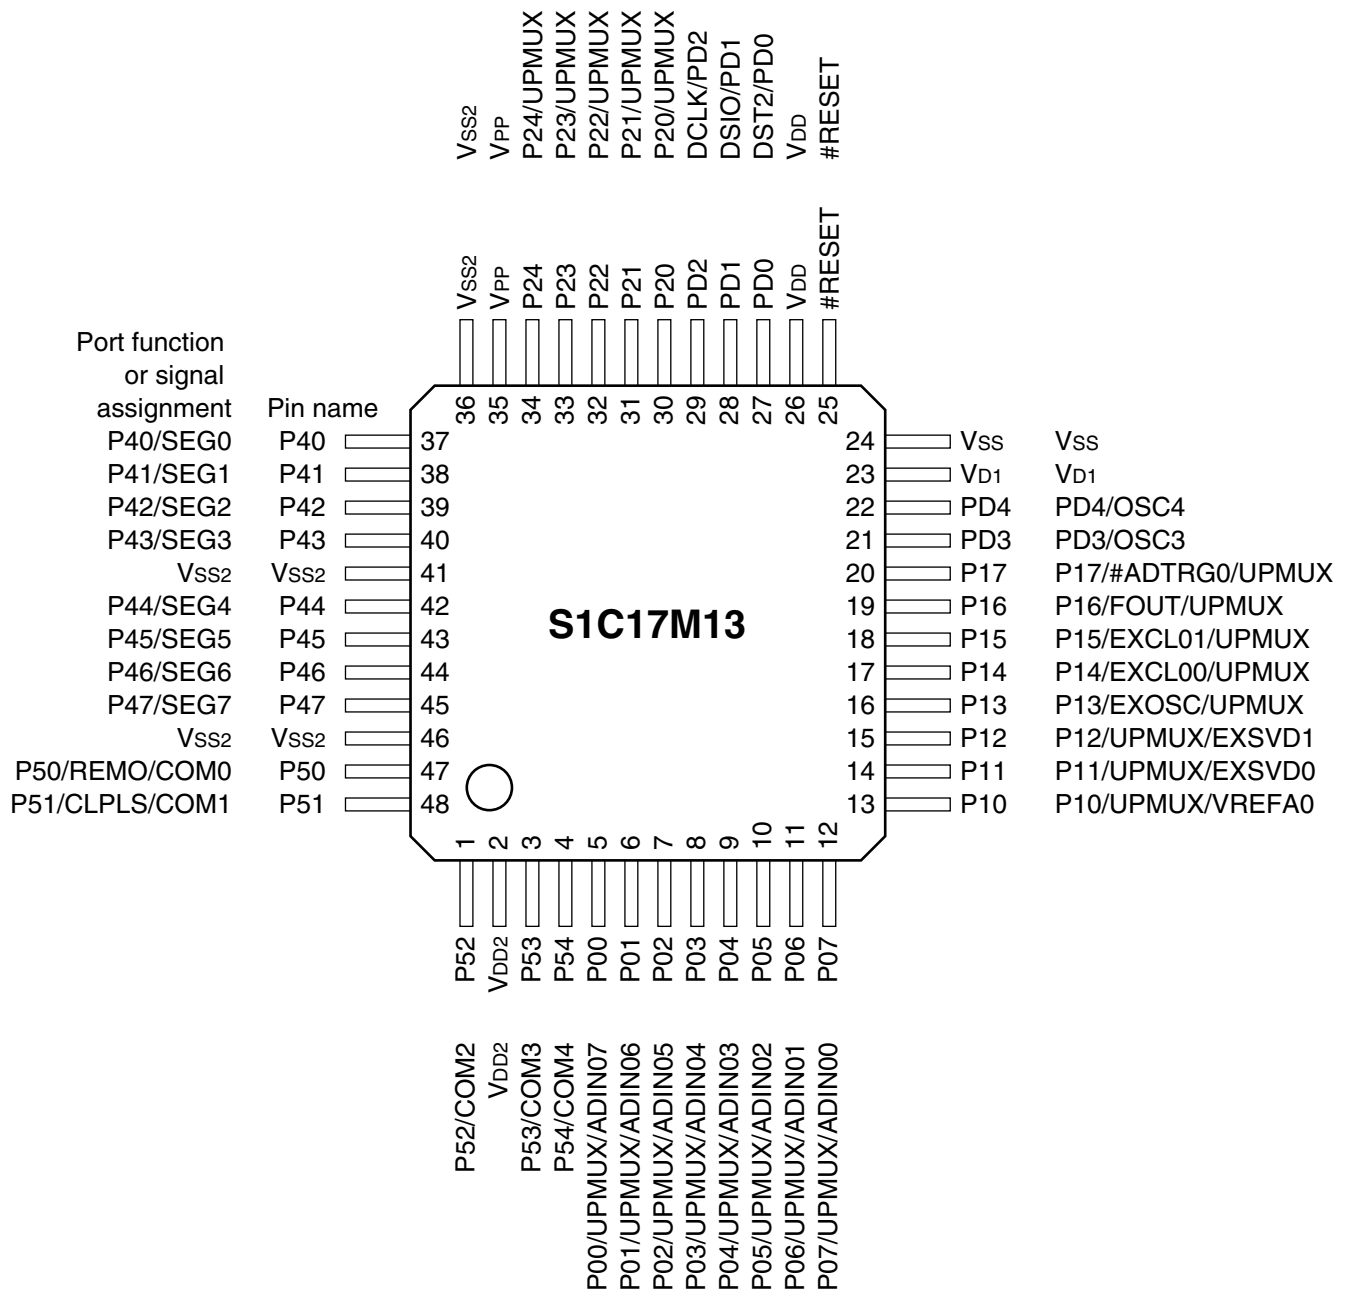 VSS2
VPP
P24/UPMUX
P23/UPMUX
P22/UPMUX
P21/UPMUX
P20/UPMUX
DCLK/PD2
DSIO/PD1
DST2/PD0
VDD
#RESET
VSS2
VPP
P24
P23
P22
P21
P20
PD2
PD1
PD0
VDD
#RESET
36
35
34
33
32
31
30
29
28
27
26
25
Port function
or signal
assignment Pin name
P40/SEG0 P40 37
P41/SEG1 P41 38
P42/SEG2 P42 39
P43/SEG3 P43 40
VSS2 VSS2 41
P44/SEG4 P44 42
P45/SEG5 P45 43
P46/SEG6 P46 44
P47/SEG7 P47 45
VSS2 VSS2 46
P50/REMO/COM0 P50 47
P51/CLPLS/COM1 P51 48
S1C17M13
24 VSS VSS
23 VD1 VD1
22 PD4 PD4/OSC4
21 PD3 PD3/OSC3
20 P17 P17/#ADTRG0/UPMUX
19 P16 P16/FOUT/UPMUX
18 P15 P15/EXCL01/UPMUX
17 P14 P14/EXCL00/UPMUX
16 P13 P13/EXOSC/UPMUX
15 P12 P12/UPMUX/EXSVD1
14 P11 P11/UPMUX/EXSVD0
13 P10 P10/UPMUX/VREFA0
1
2
3
4
5
6
7
8
9
10
11
12
P52
VDD2
P53
P54
P00
P01
P02
P03
P04
P05
P06
P07
P52/COM2
VDD2
P53/COM3
P54/COM4
P00/UPMUX/ADIN07
P01/UPMUX/ADIN06
P02/UPMUX/ADIN05
P03/UPMUX/ADIN04
P04/UPMUX/ADIN03
P05/UPMUX/ADIN02
P06/UPMUX/ADIN01
P07/UPMUX/ADIN00